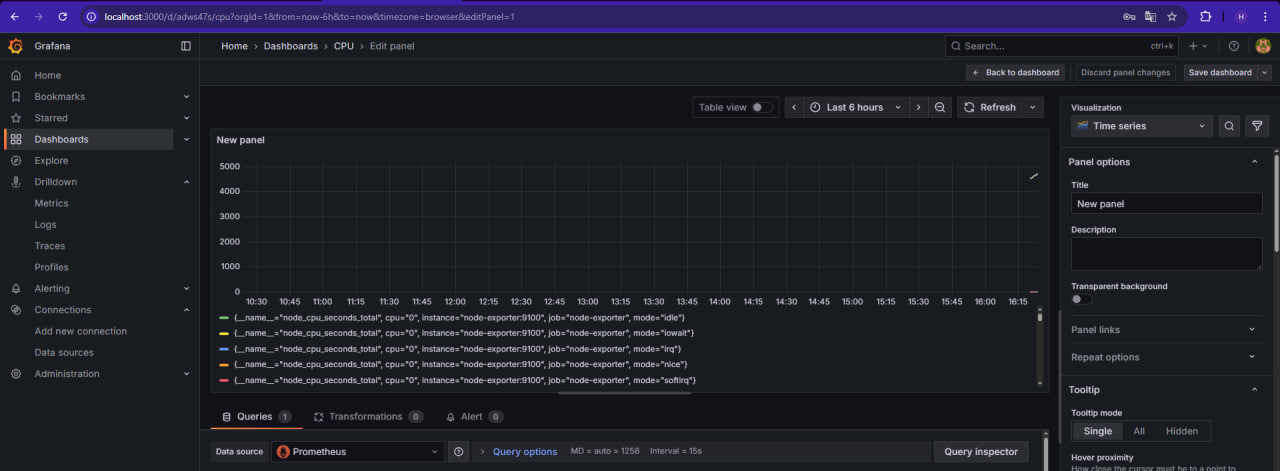 localhost:3000/d/adws47s/cpu?orgId=1&from=now-6h&to=now&timezone=browser&editPanel=1
H
Grafana
Home > Dashboards > CPU > Edit panel
Search...
ctrl+k
Home
Bookmarks
Starred
Dashboards
Explore
Drilldown
Metrics
Logs
Traces
Profiles
Alerting
Connections
Add new connection
Data sources
Administration
Back to dashboard
Discard panel changes
Save dashboard
Table view
Last 6 hours
Refresh
New panel
5000
4000
3000
2000
1000
0
10:30 10:45 11:00 11:15 11:30 11:45 12:00 12:15 12:30 12:45 13:00 13:15 13:30 13:45 14:00 14:15 14:30 14:45 15:00 15:15 15:30 15:45 16:00 16:15
{__name__="node_cpu_seconds_total", cpu="0", instance="node-exporter:9100", job="node-exporter", mode="idle"}
{__name__="node_cpu_seconds_total", cpu="0", instance="node-exporter:9100", job="node-exporter", mode="iowait"}
{__name__="node_cpu_seconds_total", cpu="0", instance="node-exporter:9100", job="node-exporter", mode="irq"}
{__name__="node_cpu_seconds_total", cpu="0", instance="node-exporter:9100", job="node-exporter", mode="nice"}
{__name__="node_cpu_seconds_total", cpu="0", instance="node-exporter:9100", job="node-exporter", mode="softirq"}
Queries 1
Transformations 0
Alert 0
Data source
Prometheus
Query options
MD = auto = 1258
Interval = 15s
Query inspector
Visualization
Time series
Panel options
Title
New panel
Description
Transparent background
Panel links
Repeat options
Tooltip
Tooltip mode
Single
All
Hidden
Hover proximity
How close the cursor must be to a point to